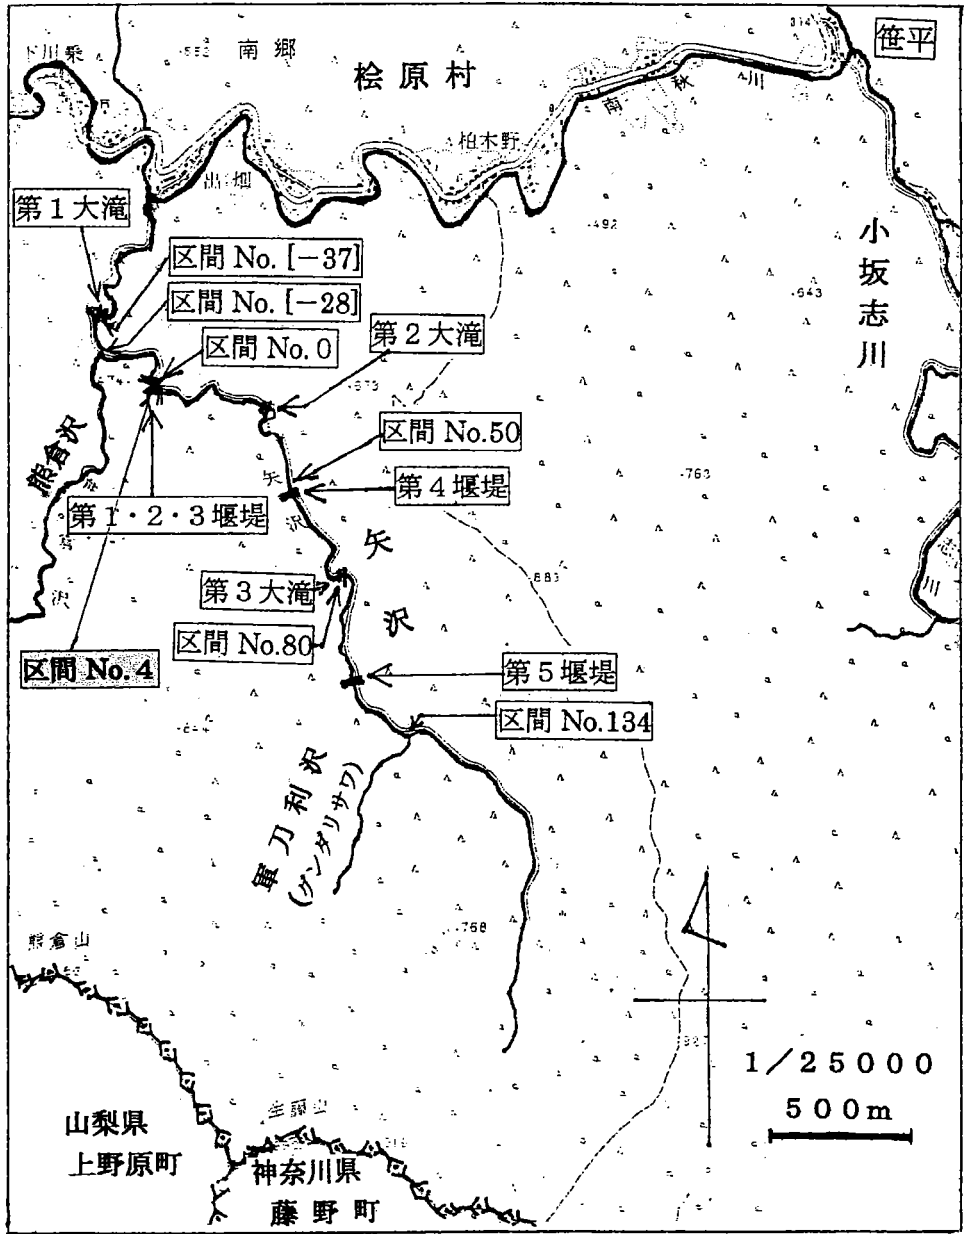 笹平
南郷
桧原村
南秋川
柏木野
出畑
第1大滝
区間 No. [−37]
区間 No. [−28]
区間 No. 0
第2大滝
小坂志川
・492
・643
区間 No.50
第4堰堤
・763
熊倉沢
矢沢
第1・2・3堰堤
矢沢
883
第3大滝
区間 No.80
区間 No. 4
第5堰堤
区間 No.134
軍刀利沢
(グンダリサワ)
・768
熊倉山
1/25000
500m
生藤山
山梨県
上野原町
神奈川県
藤野町